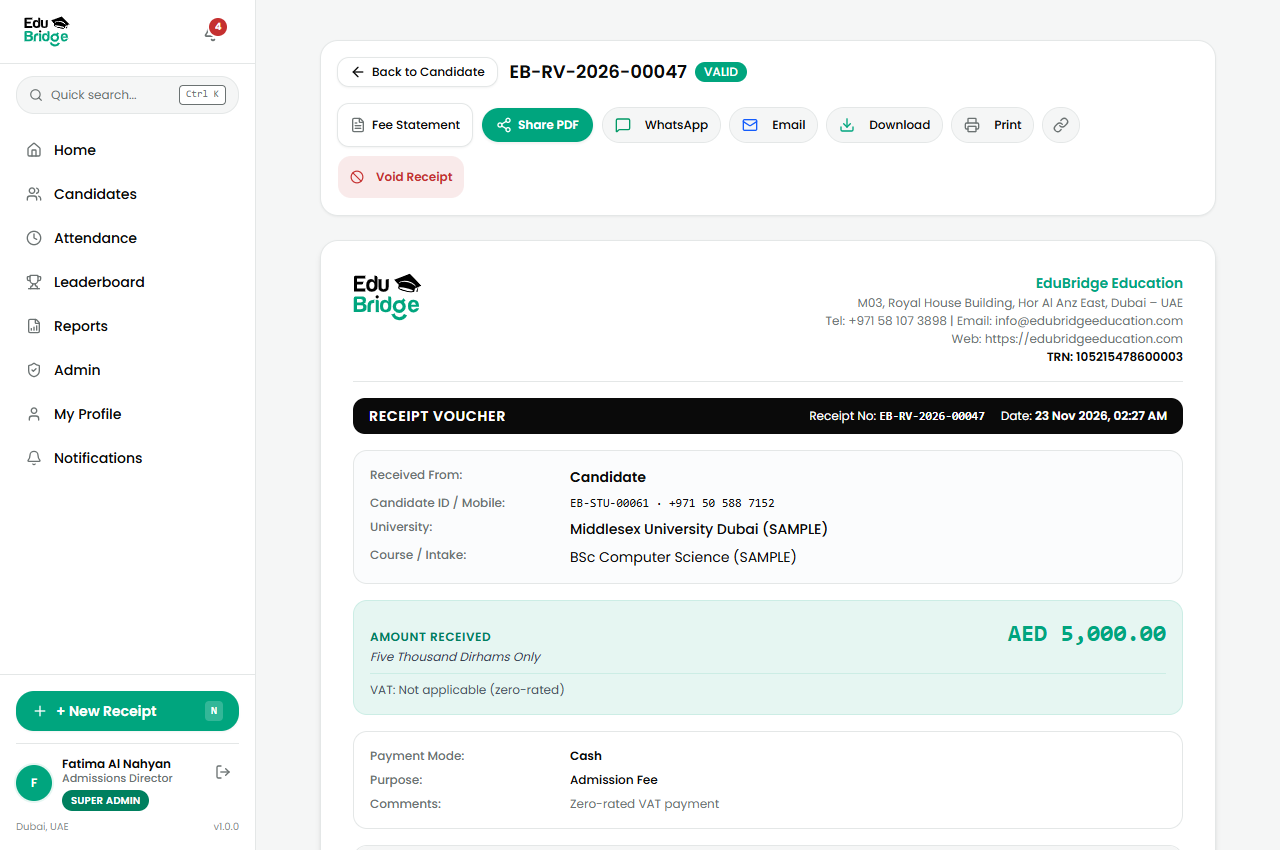 Edu
Bridge
4
Quick search...
Ctrl K
Home
Candidates
Attendance
Leaderboard
Reports
Admin
My Profile
Notifications
+ New Receipt
N
F
Fatima Al Nahyan
Admissions Director
SUPER ADMIN
Dubai, UAE
v1.0.0
Back to Candidate
EB-RV-2026-00047
VALID
Fee Statement
Share PDF
WhatsApp
Email
Download
Print
Void Receipt
Edu
Bridge
EduBridge Education
M03, Royal House Building, Hor Al Anz East, Dubai – UAE
Tel: +971 58 107 3898 | Email: info@edubridgeeducation.com
Web: https://edubridgeeducation.com
TRN: 105215478600003
RECEIPT VOUCHER
Receipt No: EB-RV-2026-00047 Date: 23 Nov 2026, 02:27 AM
Received From: Candidate
Candidate ID / Mobile: EB-STU-00061 · +971 50 588 7152
University: Middlesex University Dubai (SAMPLE)
Course / Intake: BSc Computer Science (SAMPLE)
AMOUNT RECEIVED
AED 5,000.00
Five Thousand Dirhams Only
VAT: Not applicable (zero-rated)
Payment Mode: Cash
Purpose: Admission Fee
Comments: Zero-rated VAT payment